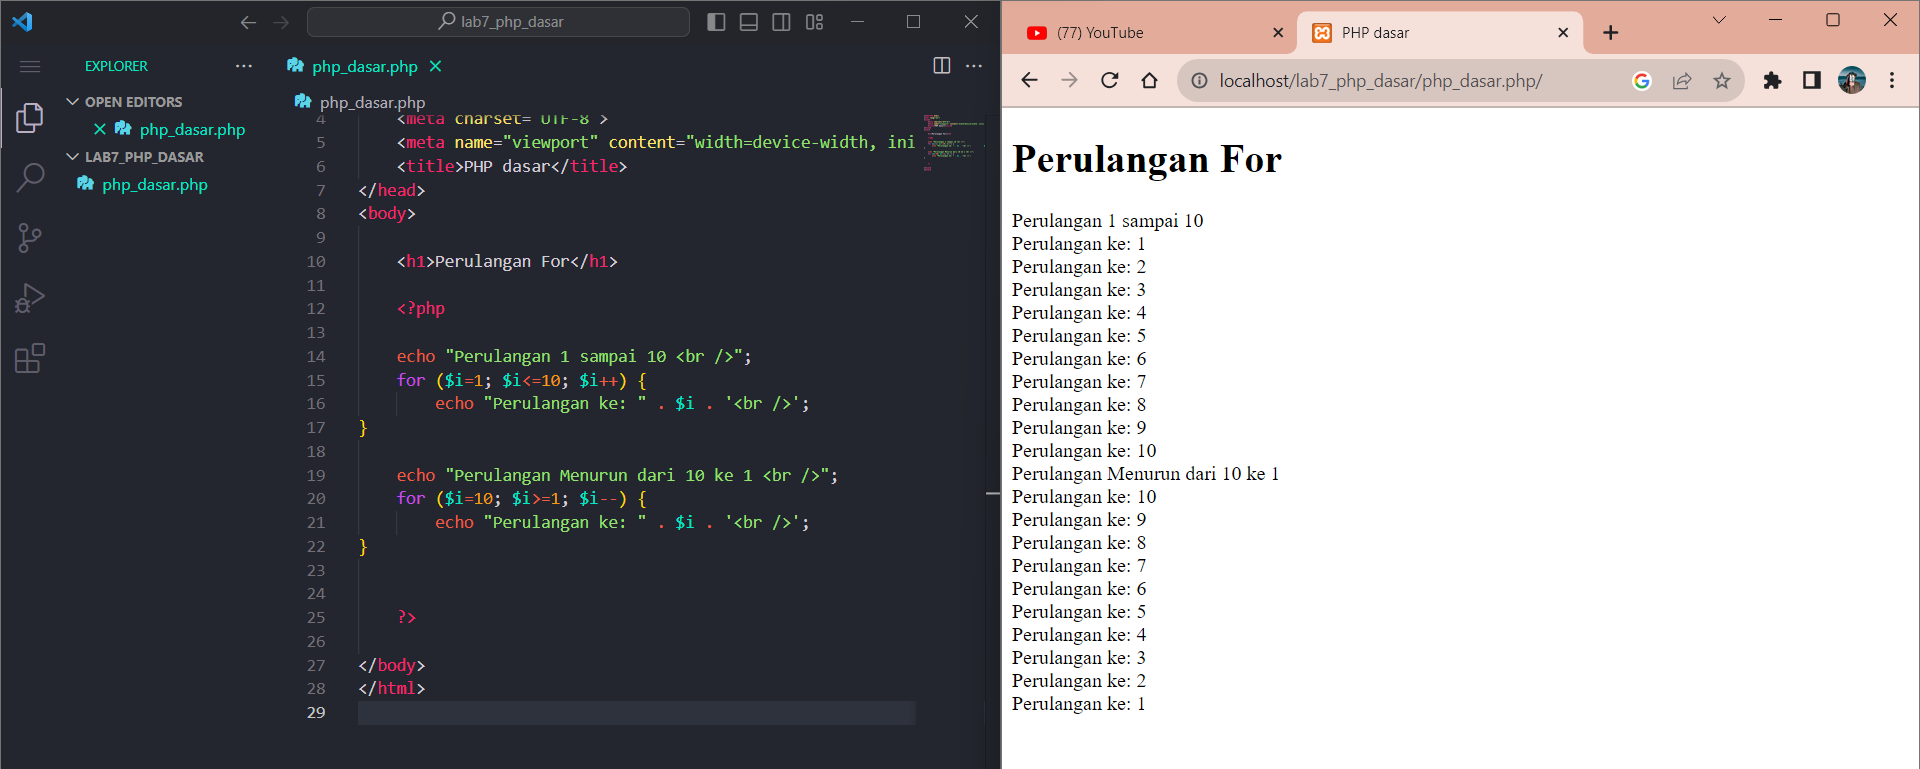 lab7_php_dasar
EXPLORER
OPEN EDITORS
php_dasar.php
LAB7_PHP_DASAR
php_dasar.php
php_dasar.php
php_dasar.php
4 <meta charset="UTF-8">
5 <meta name="viewport" content="width=device-width, ini
6 <title>PHP dasar</title>
7 </head>
8 <body>
9
10 <h1>Perulangan For</h1>
11
12 <?php
13
14 echo "Perulangan 1 sampai 10 <br />";
15 for ($i=1; $i<=10; $i++) {
16 echo "Perulangan ke: " . $i . '<br />';
17 }
18
19 echo "Perulangan Menurun dari 10 ke 1 <br />";
20 for ($i=10; $i>=1; $i--) {
21 echo "Perulangan ke: " . $i . '<br />';
22 }
23
24
25 ?>
26
27 </body>
28 </html>
29
(77) YouTube
PHP dasar
localhost/lab7_php_dasar/php_dasar.php/
Perulangan For
Perulangan 1 sampai 10
Perulangan ke: 1
Perulangan ke: 2
Perulangan ke: 3
Perulangan ke: 4
Perulangan ke: 5
Perulangan ke: 6
Perulangan ke: 7
Perulangan ke: 8
Perulangan ke: 9
Perulangan ke: 10
Perulangan Menurun dari 10 ke 1
Perulangan ke: 10
Perulangan ke: 9
Perulangan ke: 8
Perulangan ke: 7
Perulangan ke: 6
Perulangan ke: 5
Perulangan ke: 4
Perulangan ke: 3
Perulangan ke: 2
Perulangan ke: 1